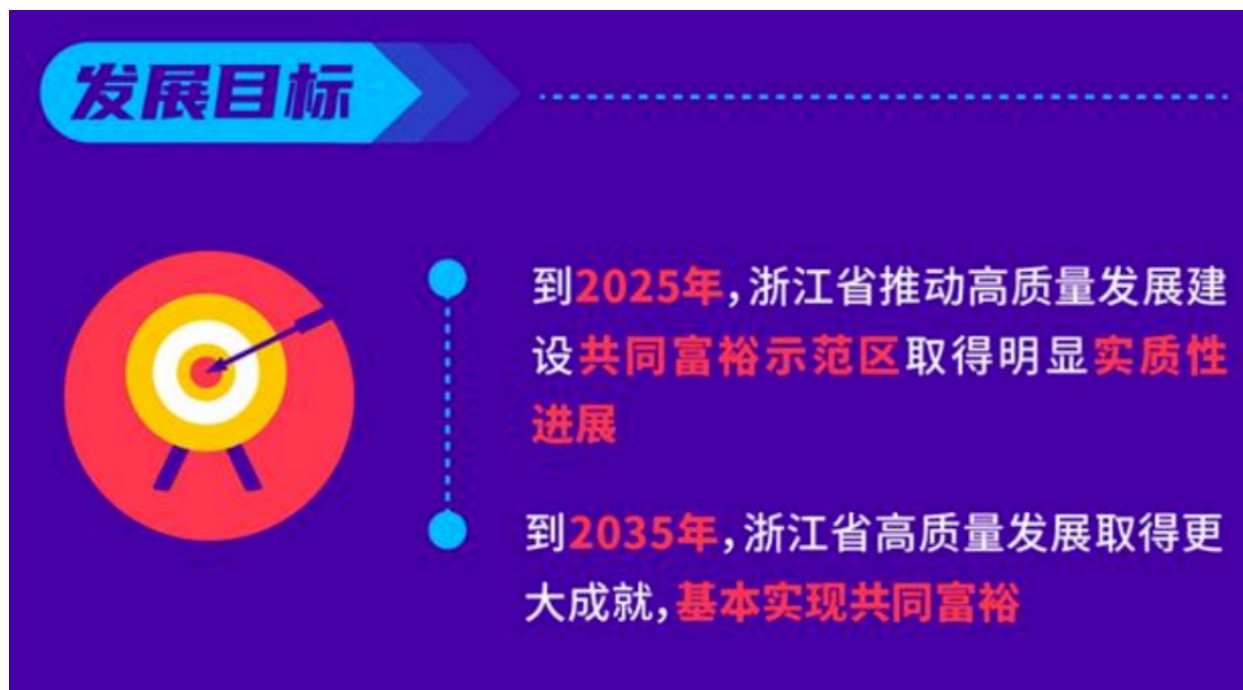 发展目标
到2025年,浙江省推动高质量发展建
设共同富裕示范区取得明显实质性
进展
到2035年,浙江省高质量发展取得更
大成就,基本实现共同富裕